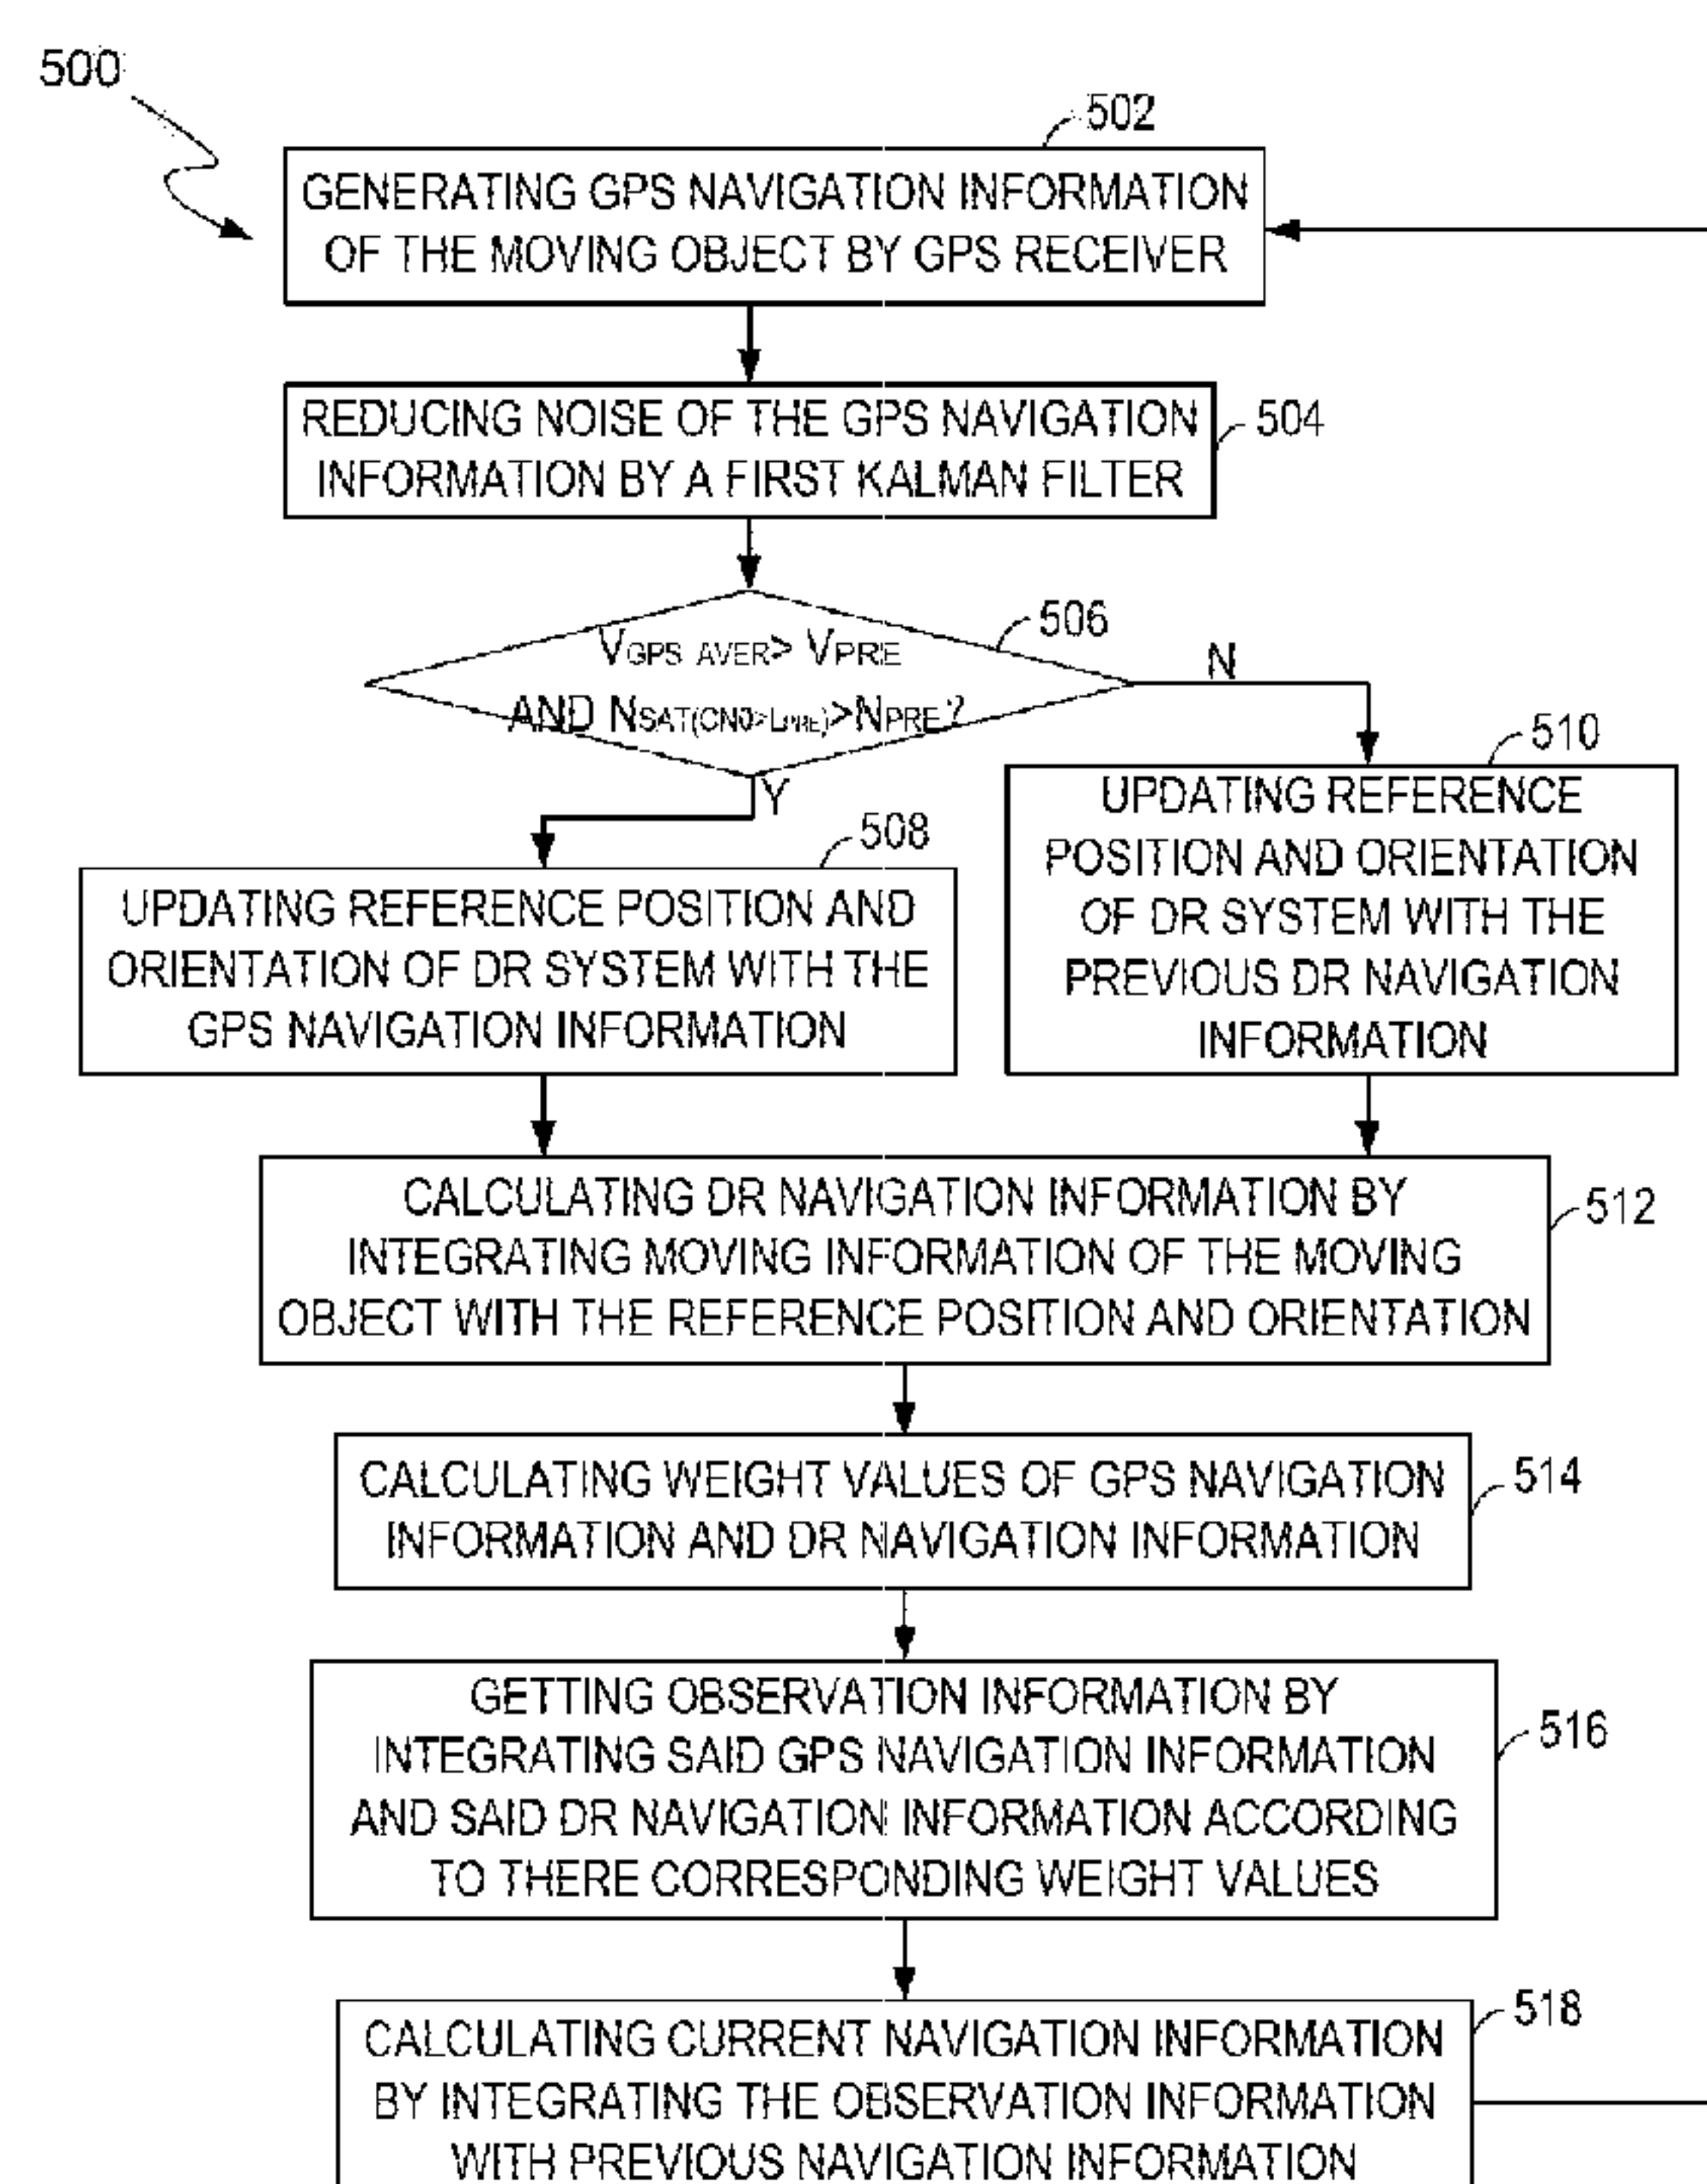 500
502
GENERATING GPS NAVIGATION INFORMATION
OF THE MOVING OBJECT BY GPS RECEIVER
REDUCING NOISE OF THE GPS NAVIGATION
INFORMATION BY A FIRST KALMAN FILTER
504
506
VGPS AVER> VPRE
AND NSAT(CN0>LPRE)>NPRE?
N
Y
510
UPDATING REFERENCE
POSITION AND ORIENTATION
OF DR SYSTEM WITH THE
PREVIOUS DR NAVIGATION
INFORMATION
508
UPDATING REFERENCE POSITION AND
ORIENTATION OF DR SYSTEM WITH THE
GPS NAVIGATION INFORMATION
CALCULATING DR NAVIGATION INFORMATION BY
INTEGRATING MOVING INFORMATION OF THE MOVING
OBJECT WITH THE REFERENCE POSITION AND ORIENTATION
512
CALCULATING WEIGHT VALUES OF GPS NAVIGATION
INFORMATION AND DR NAVIGATION INFORMATION
514
GETTING OBSERVATION INFORMATION BY
INTEGRATING SAID GPS NAVIGATION INFORMATION
AND SAID DR NAVIGATION INFORMATION ACCORDING
TO THERE CORRESPONDING WEIGHT VALUES
516
518
CALCULATING CURRENT NAVIGATION INFORMATION
BY INTEGRATING THE OBSERVATION INFORMATION
WITH PREVIOUS NAVIGATION INFORMATION